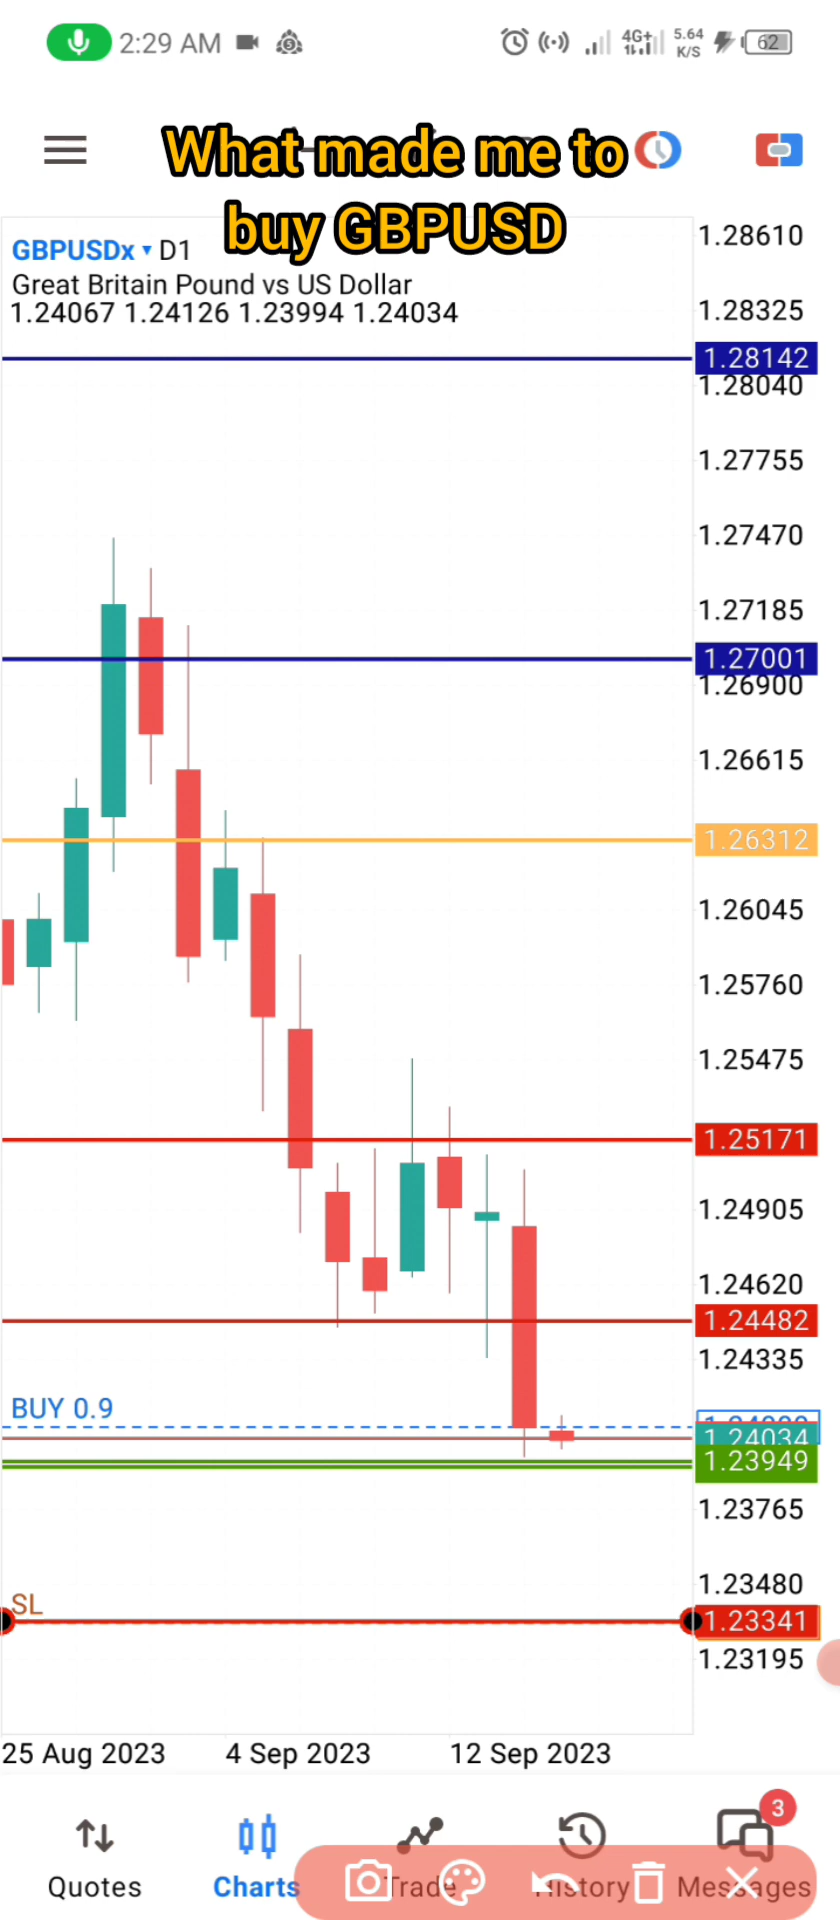 2:29 AM
4G+
5.64
K/S
62
What made me to
buy GBPUSD
GBPUSDx D1
Great Britain Pound vs US Dollar
1.24067 1.24126 1.23994 1.24034
1.28610
1.28325
1.28142
1.28040
1.27755
1.27470
1.27185
1.27001
1.26900
1.26615
1.26312
1.26045
1.25760
1.25475
1.25171
1.24905
1.24620
1.24482
1.24335
BUY 0.9
1.24034
1.23949
1.23765
1.23480
SL
1.23341
1.23195
25 Aug 2023 4 Sep 2023 12 Sep 2023
3
Quotes Charts Trade History Messages